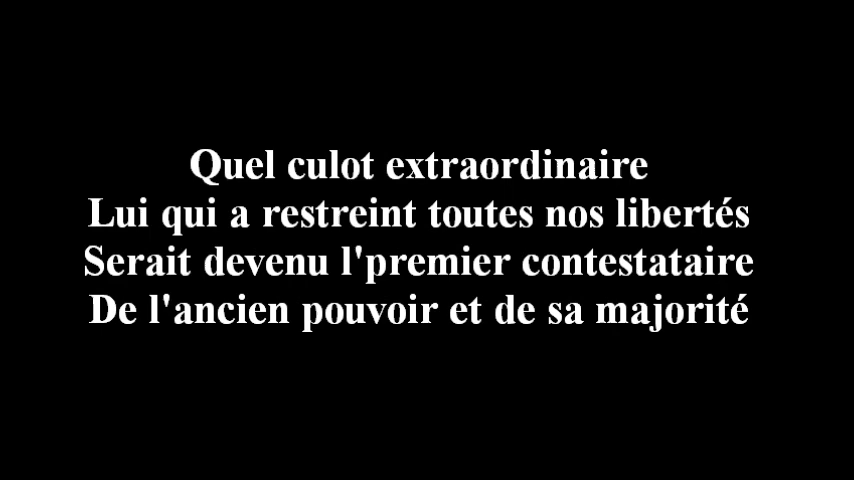 Quel culot extraordinaire
Lui qui a restreint toutes nos libertés
Serait devenu l'premier contestataire
De l'ancien pouvoir et de sa majorité